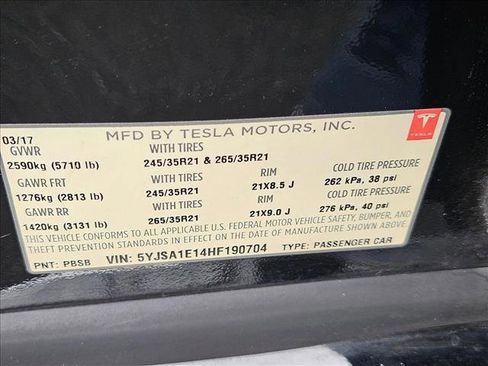 03/17
MFD BY TESLA MOTORS, INC.
TESLA
GVWR WITH TIRES
2590kg (5710 lb) 245/35R21 & 265/35R21
GAWR FRT WITH TIRES RIM COLD TIRE PRESSURE
1276kg (2813 lb) 245/35R21 21X8.5 J 262 kPa, 38 psi
GAWR RR WITH TIRES RIM COLD TIRE PRESSURE
1420kg (3131 lb) 265/35R21 21X9.0 J 276 kPa, 40 psi
THIS VEHICLE CONFORMS TO ALL APPLICABLE U.S. FEDERAL MOTOR VEHICLE SAFETY, BUMPER, AND
THEFT PREVENTION STANDARDS IN EFFECT ON THE DATE OF MANUFACTURE SHOWN ABOVE.
PNT: PBSB VIN: 5YJSA1E14HF190704 TYPE: PASSENGER CAR